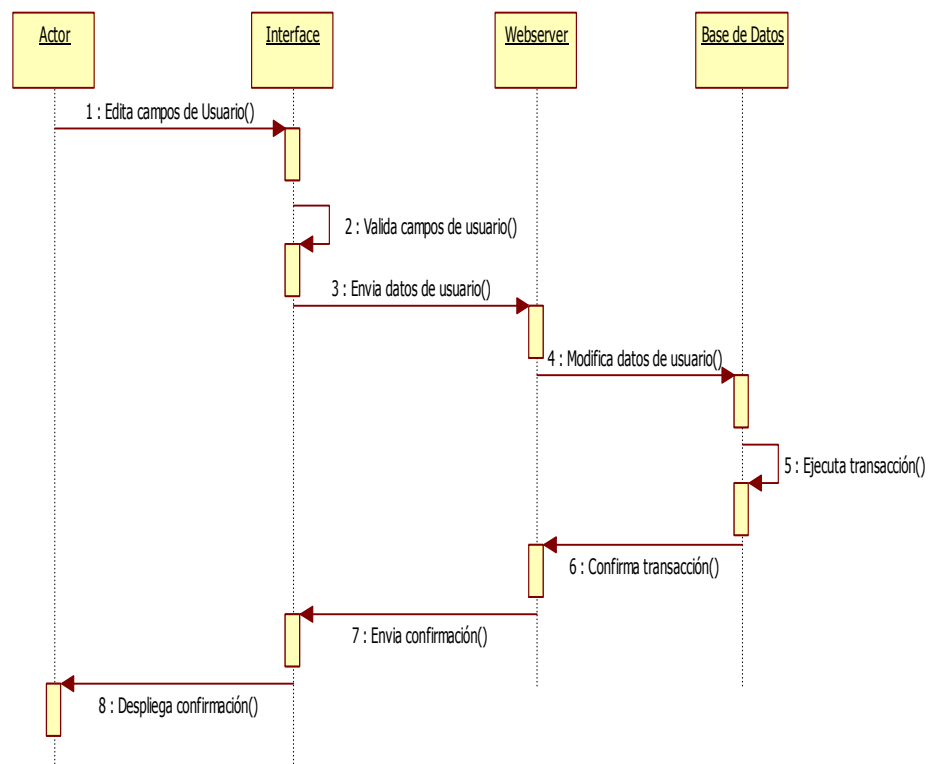 Actor
Interface
Webserver
Base de Datos
1 : Edita campos de Usuario()
2 : Valida campos de usuario()
3 : Envia datos de usuario()
4 : Modifica datos de usuario()
5 : Ejecuta transacción()
6 : Confirma transacción()
7 : Envia confirmación()
8 : Despliega confirmación()